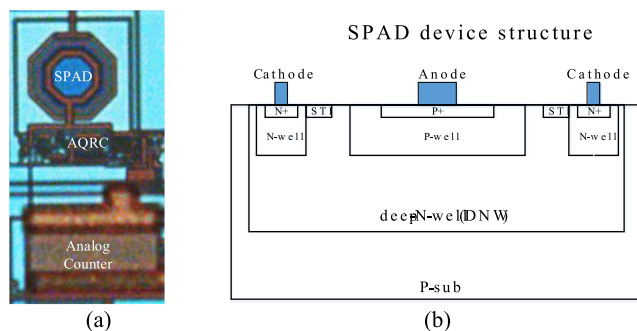 SPAD
AQRC
Analog
Counter
(a)
SPAD device structure
Cathode
Anode
Cathode
N+
STI
P+
STI
N+
N-well
P-well
N-well
deep-N-well(DNW)
P-sub
(b)